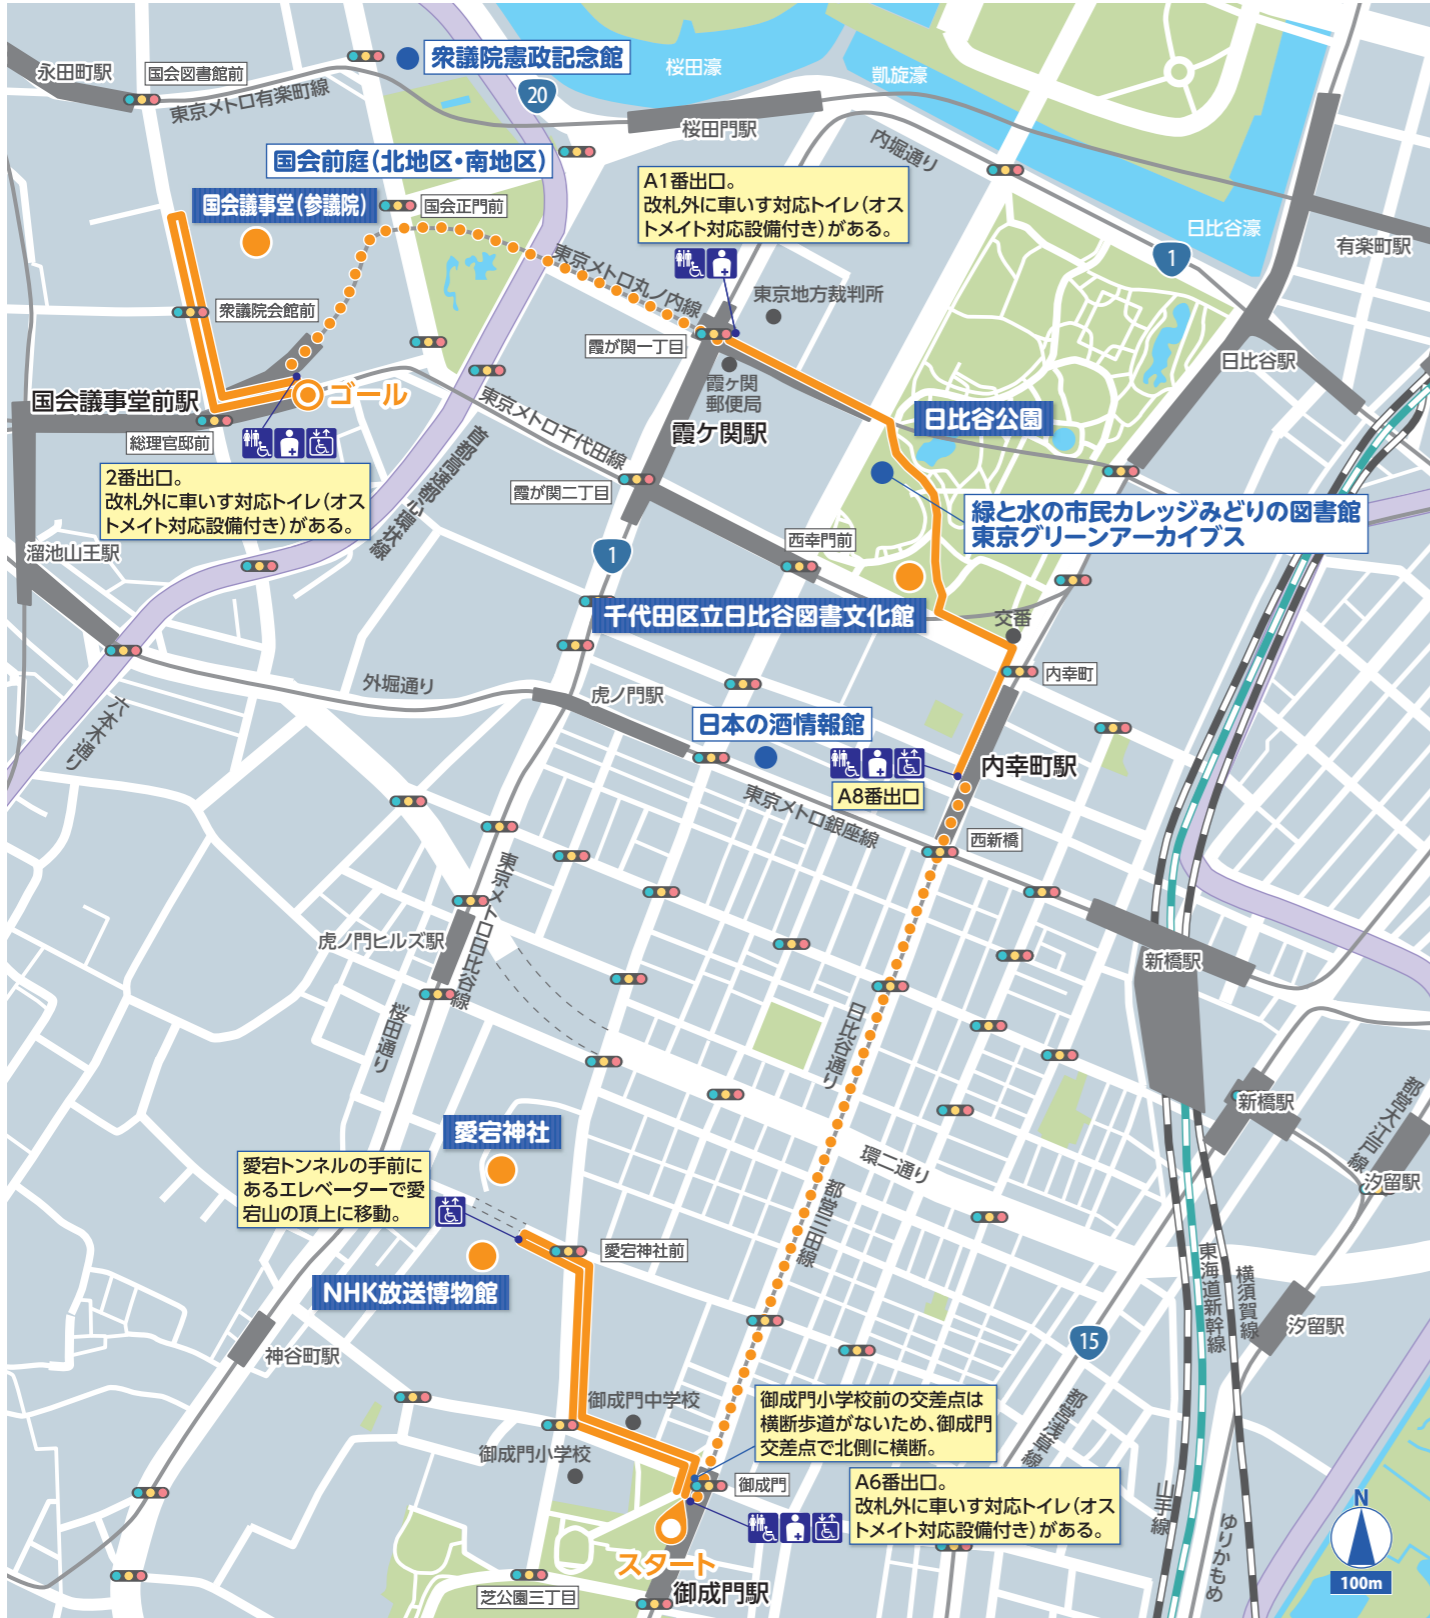 衆議院憲政記念館
永田町駅
国会図書館前
東京メトロ有楽町線
20
桜田濠
凱旋濠
桜田門駅
内堀通り
国会前庭(北地区・南地区)
国会議事堂(参議院)
国会正門前
A1番出口。
改札外に車いす対応トイレ(オス
トメイト対応設備付き)がある。
日比谷濠
1
有楽町駅
東京メトロ丸ノ内線
東京地方裁判所
衆議院会館前
霞が関一丁目
霞ヶ関
郵便局
日比谷駅
国会議事堂前駅
ゴール
総理官邸前
東京メトロ千代田線
霞ケ関駅
日比谷公園
2番出口。
改札外に車いす対応トイレ(オス
トメイト対応設備付き)がある。
首都高速都心環状線
霞が関二丁目
緑と水の市民カレッジみどりの図書館
東京グリーンアーカイブス
溜池山王駅
1
西幸門前
千代田区立日比谷図書文化館
交番
内幸町
外堀通り
虎ノ門駅
六本木通り
日本の酒情報館
内幸町駅
A8番出口
東京メトロ銀座線
西新橋
東京メトロ日比谷線
虎ノ門ヒルズ駅
新橋駅
桜田通り
日比谷通り
新橋駅
都営大江戸線
汐留駅
愛宕神社
愛宕トンネルの手前に
あるエレベーターで愛
宕山の頂上に移動。
環二通り
都営三田線
愛宕神社前
NHK放送博物館
東海道新幹線
横須賀線
汐留駅
15
神谷町駅
御成門中学校
御成門小学校
御成門小学校前の交差点は
横断歩道がないため、御成門
交差点で北側に横断。
都営浅草線
御成門
A6番出口。
改札外に車いす対応トイレ(オス
トメイト対応設備付き)がある。
山手線
ゆりかもめ
スタート
御成門駅
芝公園三丁目
N
100m